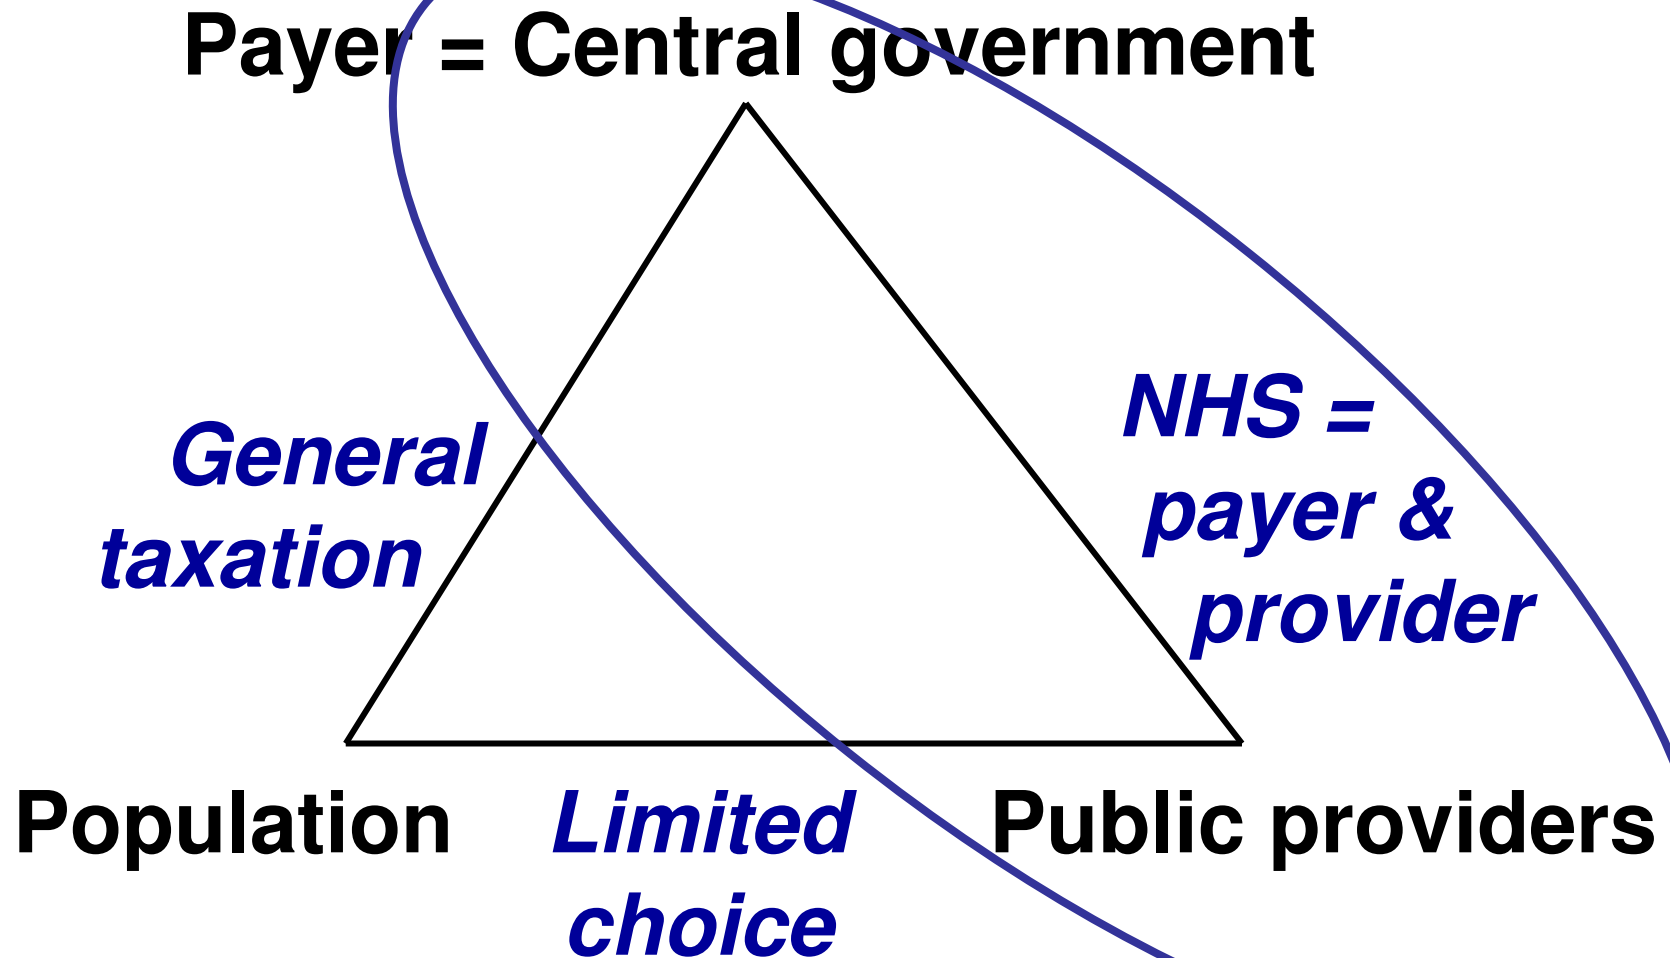 Payer = Central government
General
taxation
NHS =
payer &
provider
Population
Limited
choice
Public providers